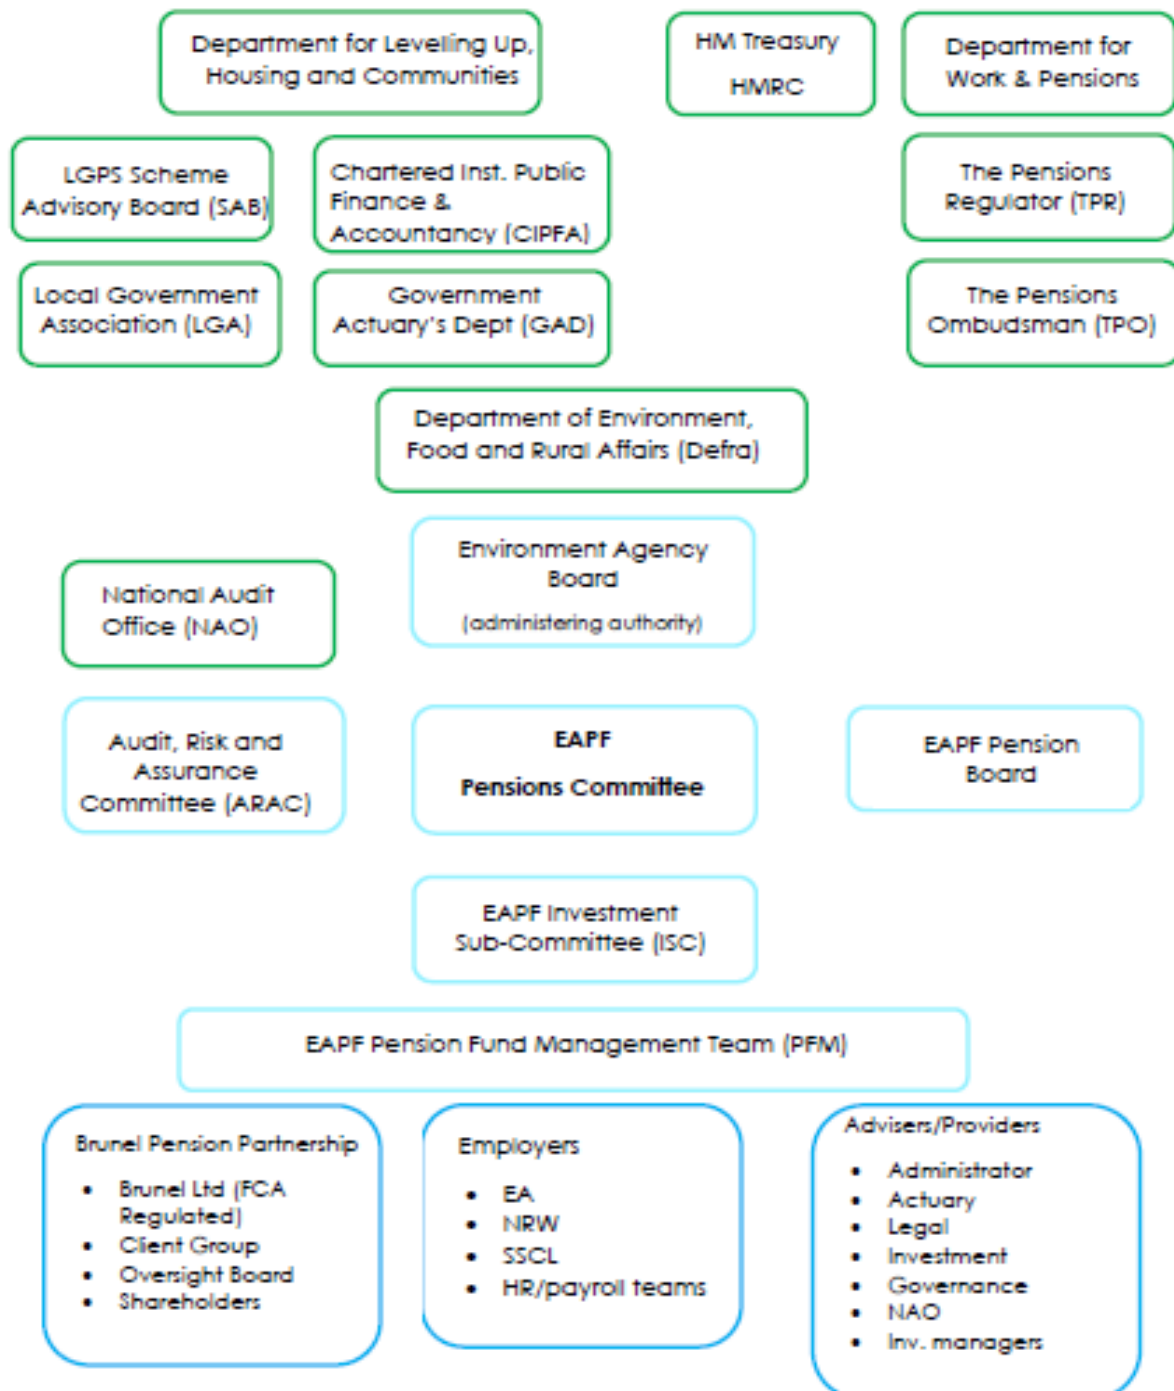 Department for Levelling Up,
Housing and Communities
HM Treasury
HMRC
Department for
Work & Pensions
LGPS Scheme
Advisory Board (SAB)
Chartered Inst. Public
Finance &
Accountancy (CIPFA)
The Pensions
Regulator (TPR)
Local Government
Association (LGA)
Government
Actuary's Dept (GAD)
The Pensions
Ombudsman (TPO)
Department of Environment,
Food and Rural Affairs (Defra)
Environment Agency
Board
(administering authority)
National Audit
Office (NAO)
Audit, Risk and
Assurance
Committee (ARAC)
EAPF
Pensions Committee
EAPF Pension
Board
EAPF Investment
Sub-Committee (ISC)
EAPF Pension Fund Management Team (PFM)
Brunel Pension Partnership
• Brunel Ltd (FCA
Regulated)
• Client Group
• Oversight Board
• Shareholders
Employers
• EA
• NRW
• SSCL
• HR/payroll teams
Advisers/Providers
• Administrator
• Actuary
• Legal
• Investment
• Governance
• NAO
• Inv. managers